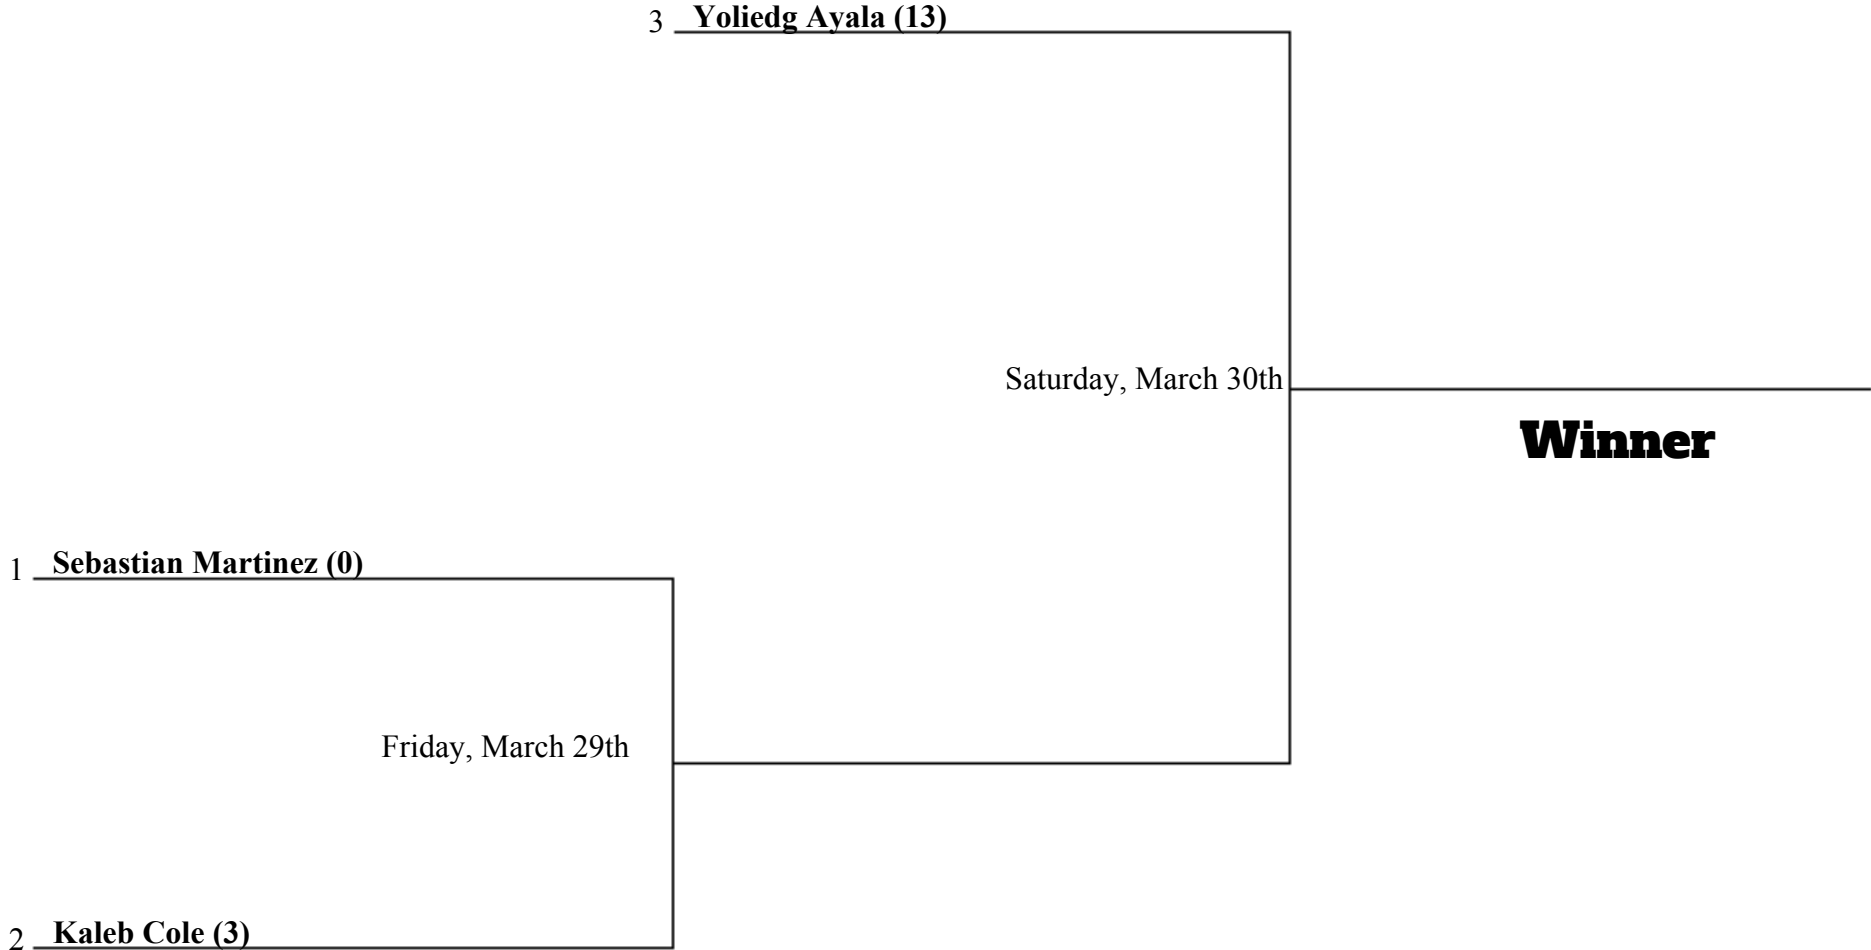 3 Yoliedg Ayala (13)
Saturday, March 30th
Winner
1 Sebastian Martinez (0)
Friday, March 29th
2 Kaleb Cole (3)